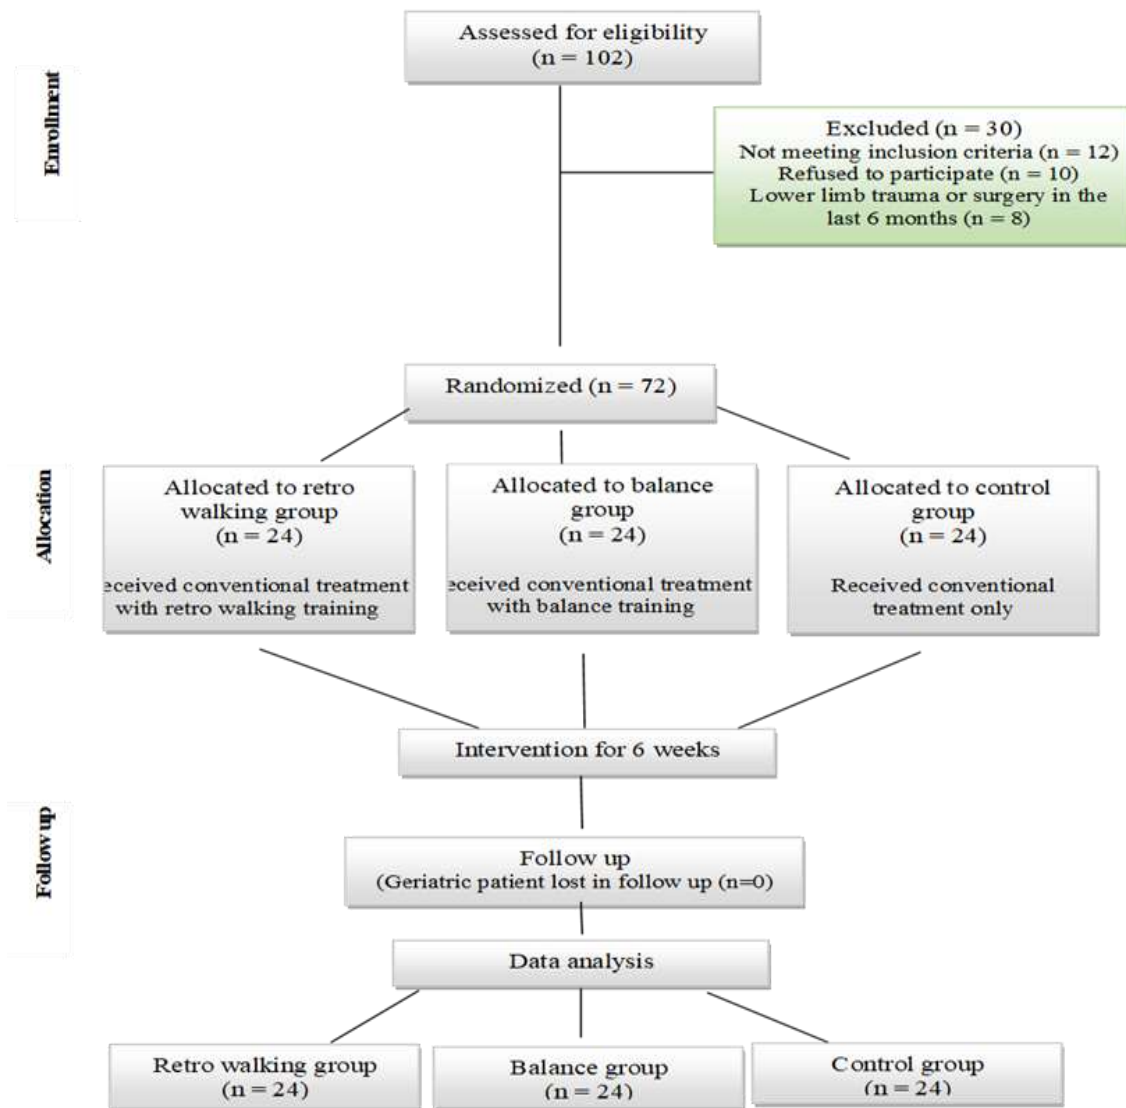 Assessed for eligibility
(n = 102)
Enrollment
Excluded (n = 30)
Not meeting inclusion criteria (n = 12)
Refused to participate (n = 10)
Lower limb trauma or surgery in the
last 6 months (n = 8)
Randomized (n = 72)
Allocation
Allocated to retro
walking group
(n = 24)
eceived conventional treatment
with retro walking training
Allocated to balance
group
(n = 24)
eceived conventional treatment
with balance training
Allocated to control
group
(n = 24)
Received conventional
treatment only
Intervention for 6 weeks
Follow up
Follow up
(Geriatric patient lost in follow up (n=0)
Data analysis
Retro walking group
(n = 24)
Balance group
(n = 24)
Control group
(n = 24)